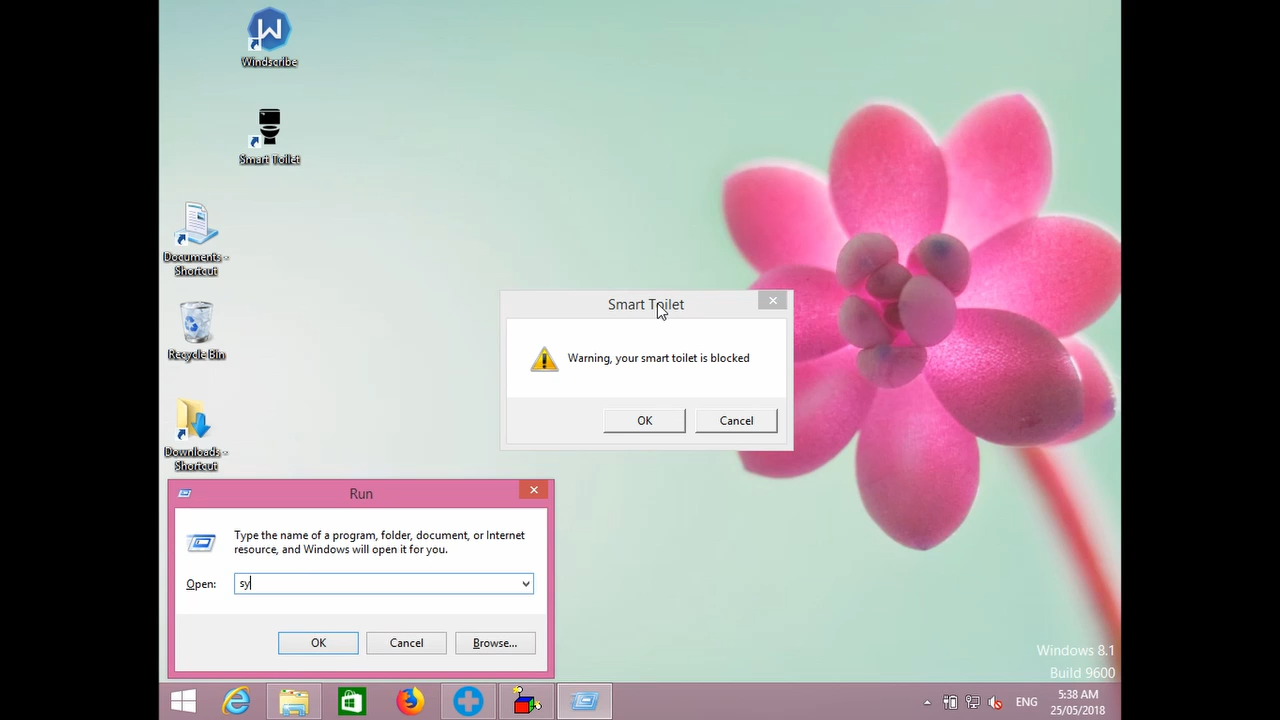 Windscribe
Smart Toilet
Documents -
Shortcut
Recycle Bin
Downloads -
Shortcut
Smart Toilet
Warning, your smart toilet is blocked
OK
Cancel
Run
Type the name of a program, folder, document, or Internet
resource, and Windows will open it for you.
Open:
sy
OK
Cancel
Browse...
Windows 8.1
Build 9600
ENG
5:38 AM
25/05/2018